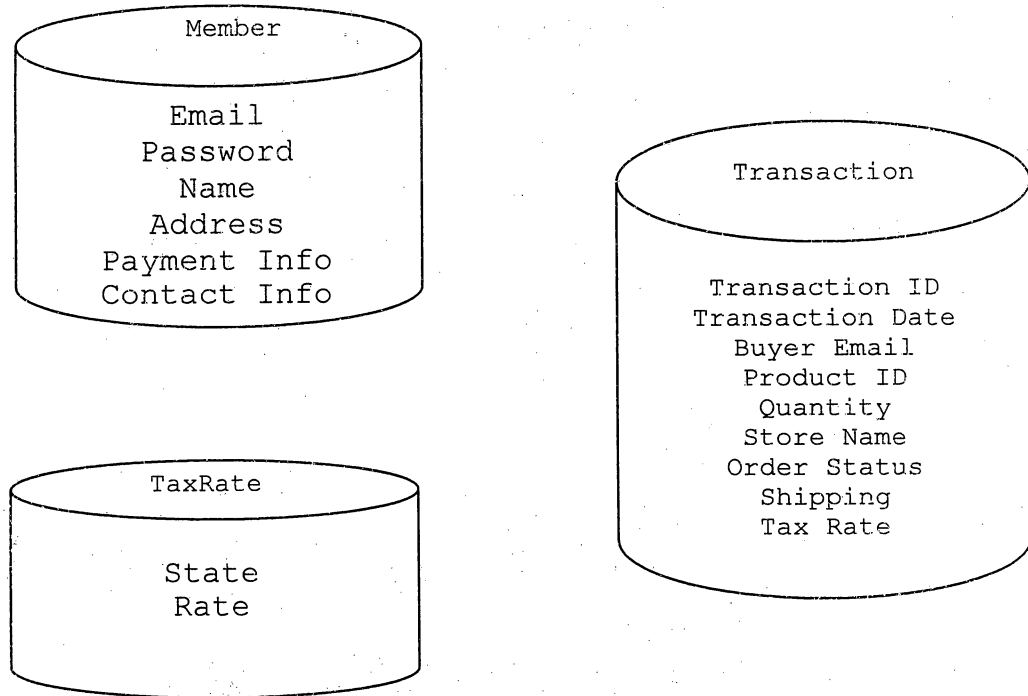 Member
Email
Password
Name
Address
Payment Info
Contact Info
Transaction
Transaction ID
Transaction Date
Buyer Email
Product ID
Quantity
Store Name
Order Status
Shipping
Tax Rate
TaxRate
State
Rate